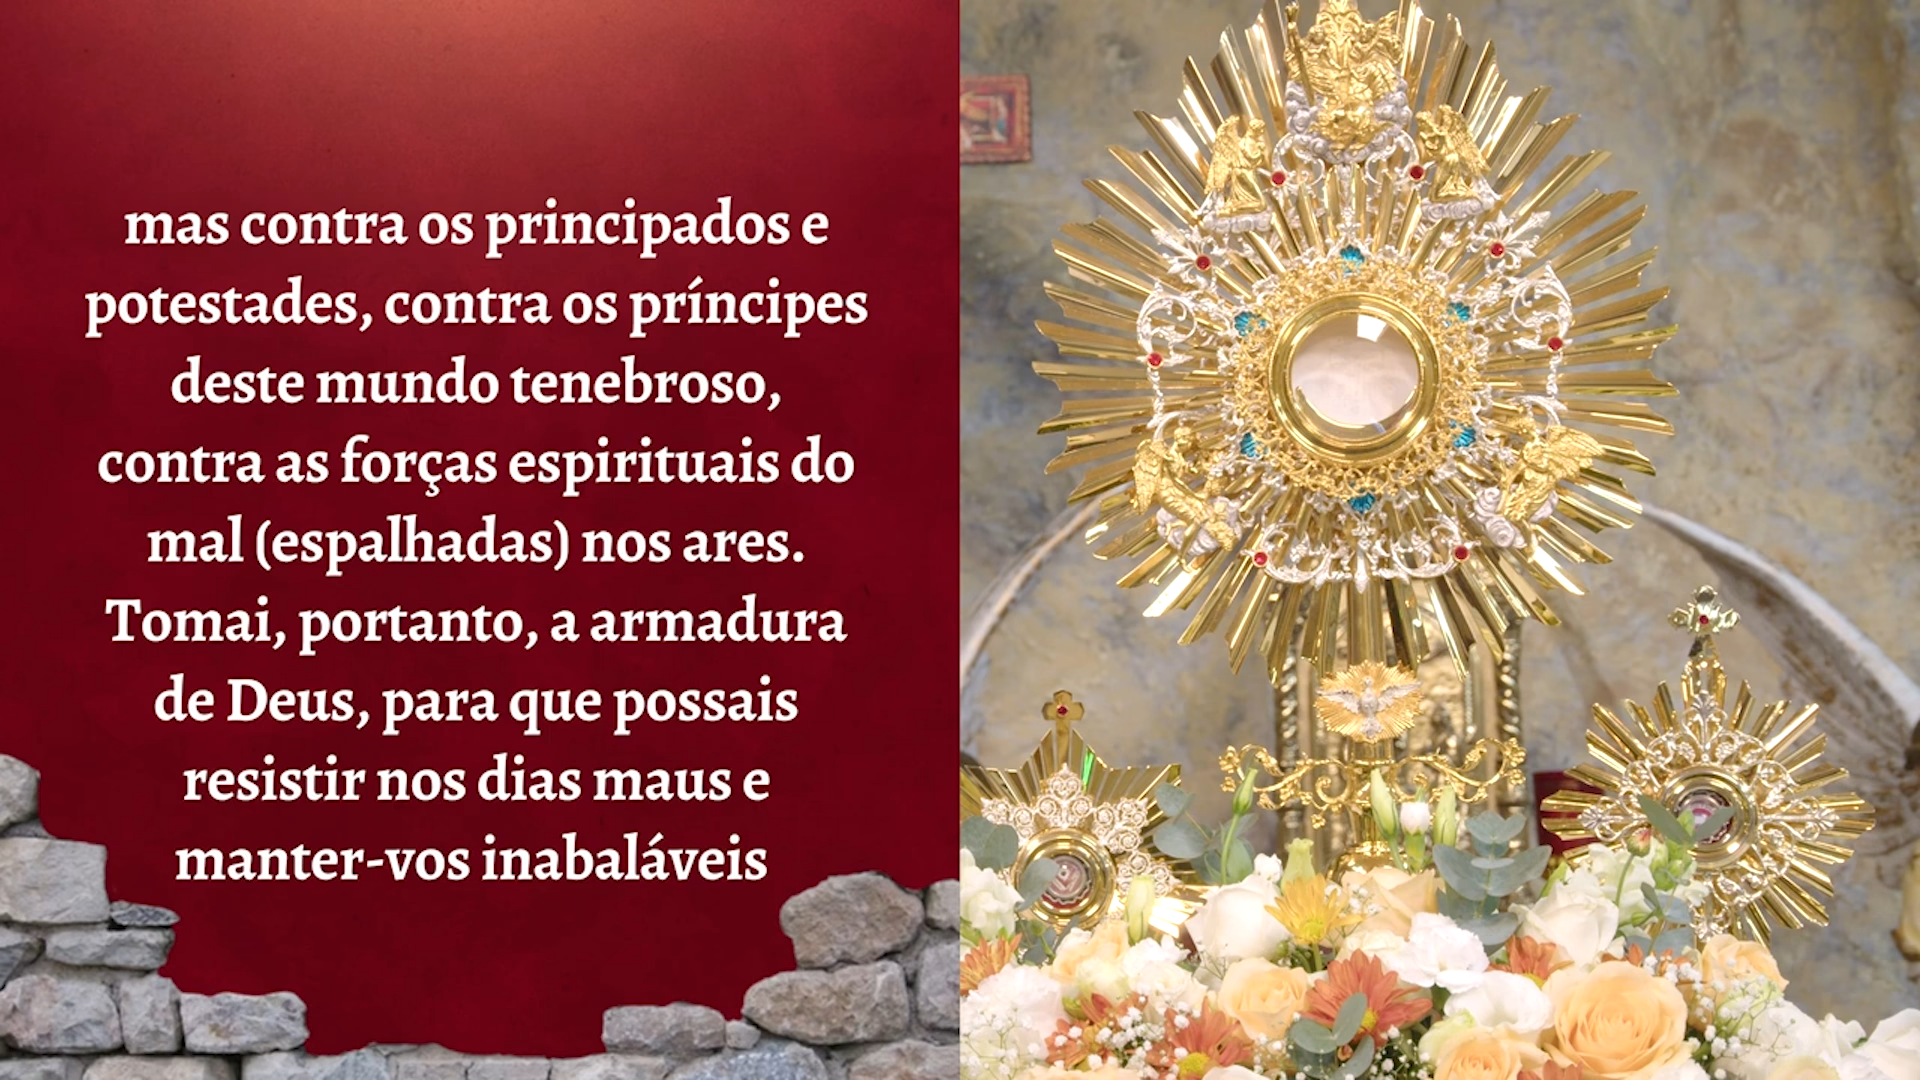 mas contra os principados e
potestades, contra os príncipes
deste mundo tenebroso,
contra as forças espirituais do
mal (espalhadas) nos ares.
Tomai, portanto, a armadura
de Deus, para que possais
resistir nos dias maus e
manter-vos inabaláveis